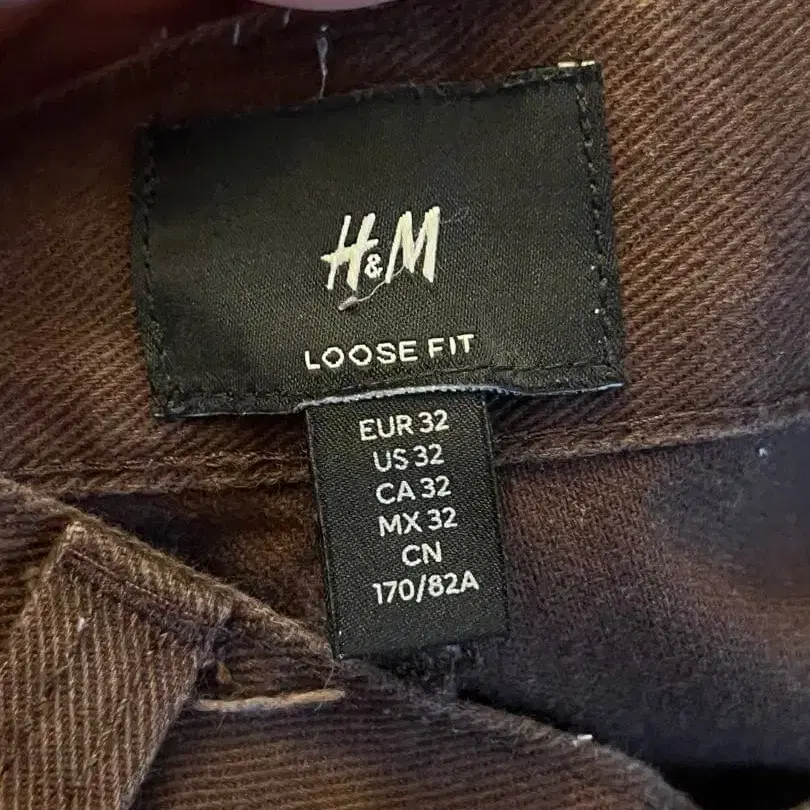 H&M
LOOSE FIT
EUR 32
US 32
CA 32
MX 32
CN
170/82A